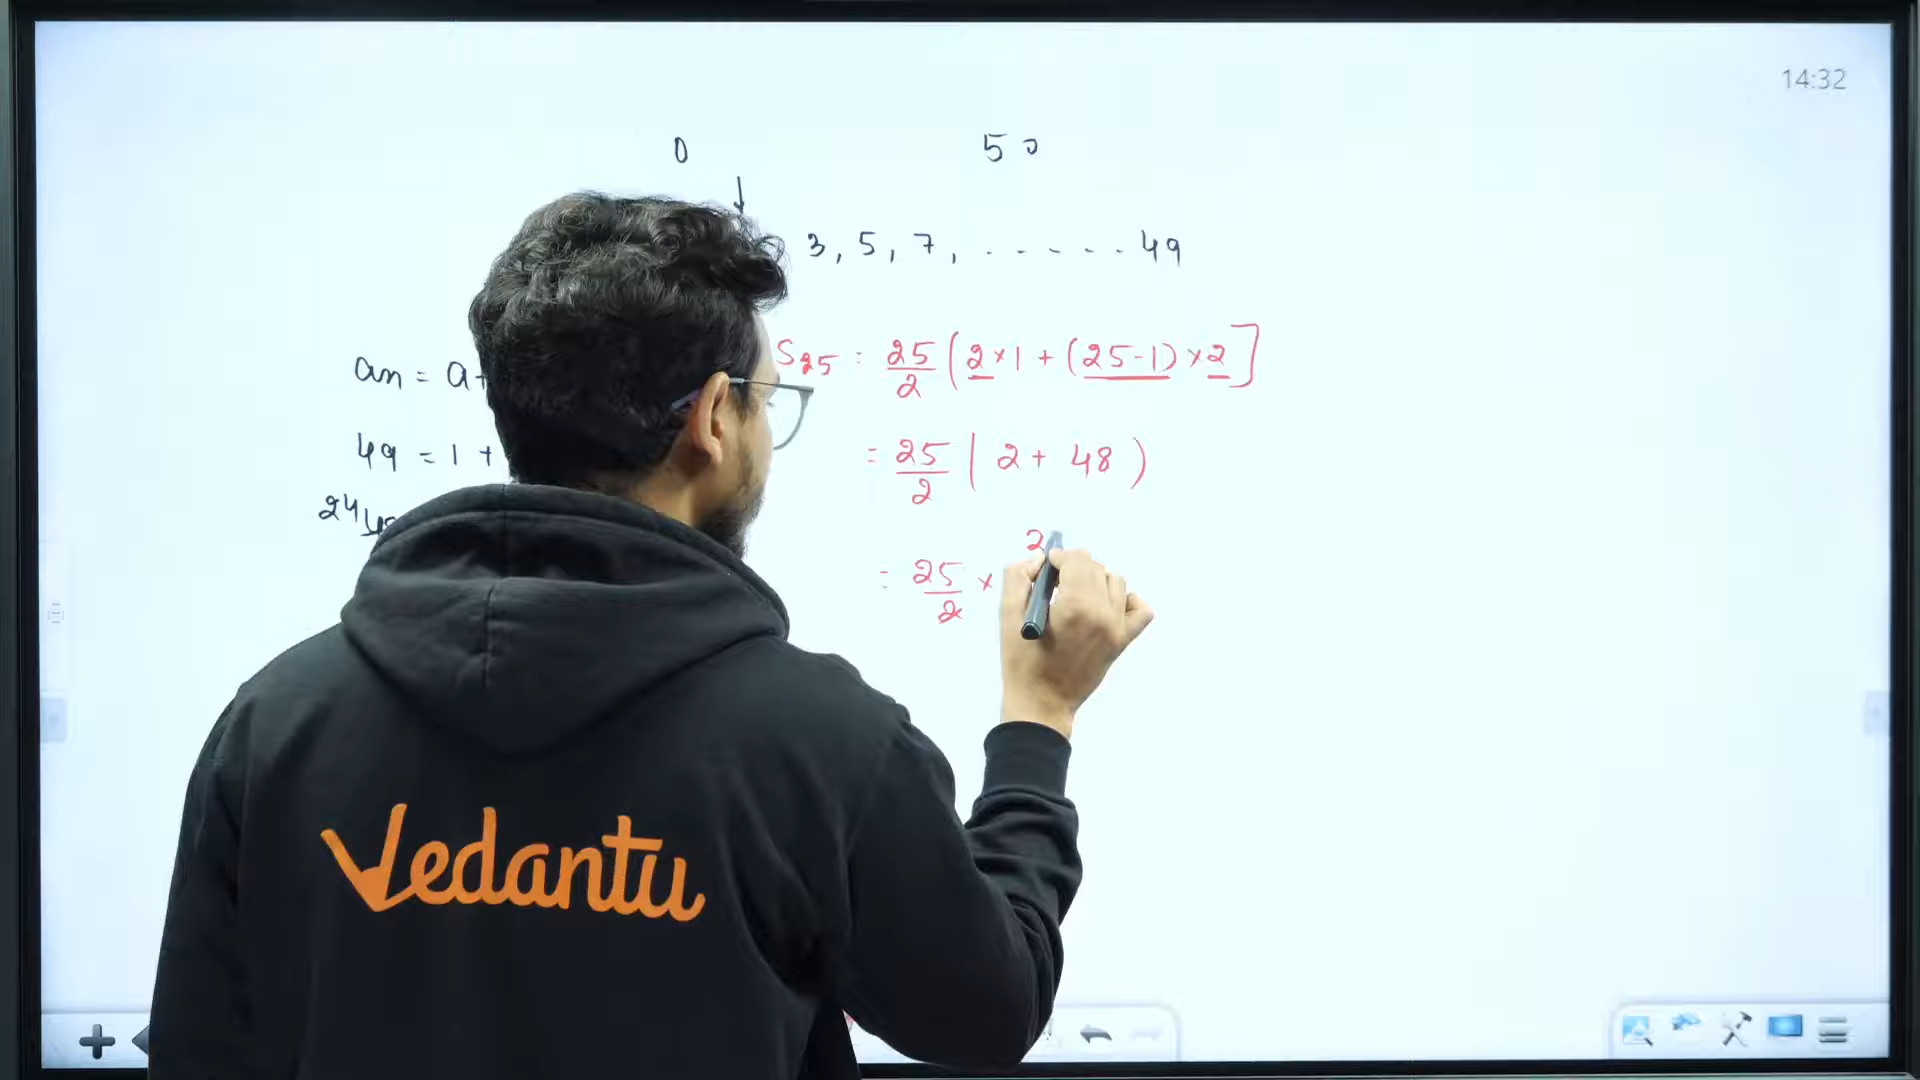 14:32
0 50
3, 5, 7, ...... 49
an = a+
S25 : 25/2 (2×1 + (25-1)×2]
49 = 1 +
= 25/2 ( 2 + 48 )
24
= 25/2 × 2
Vedantu